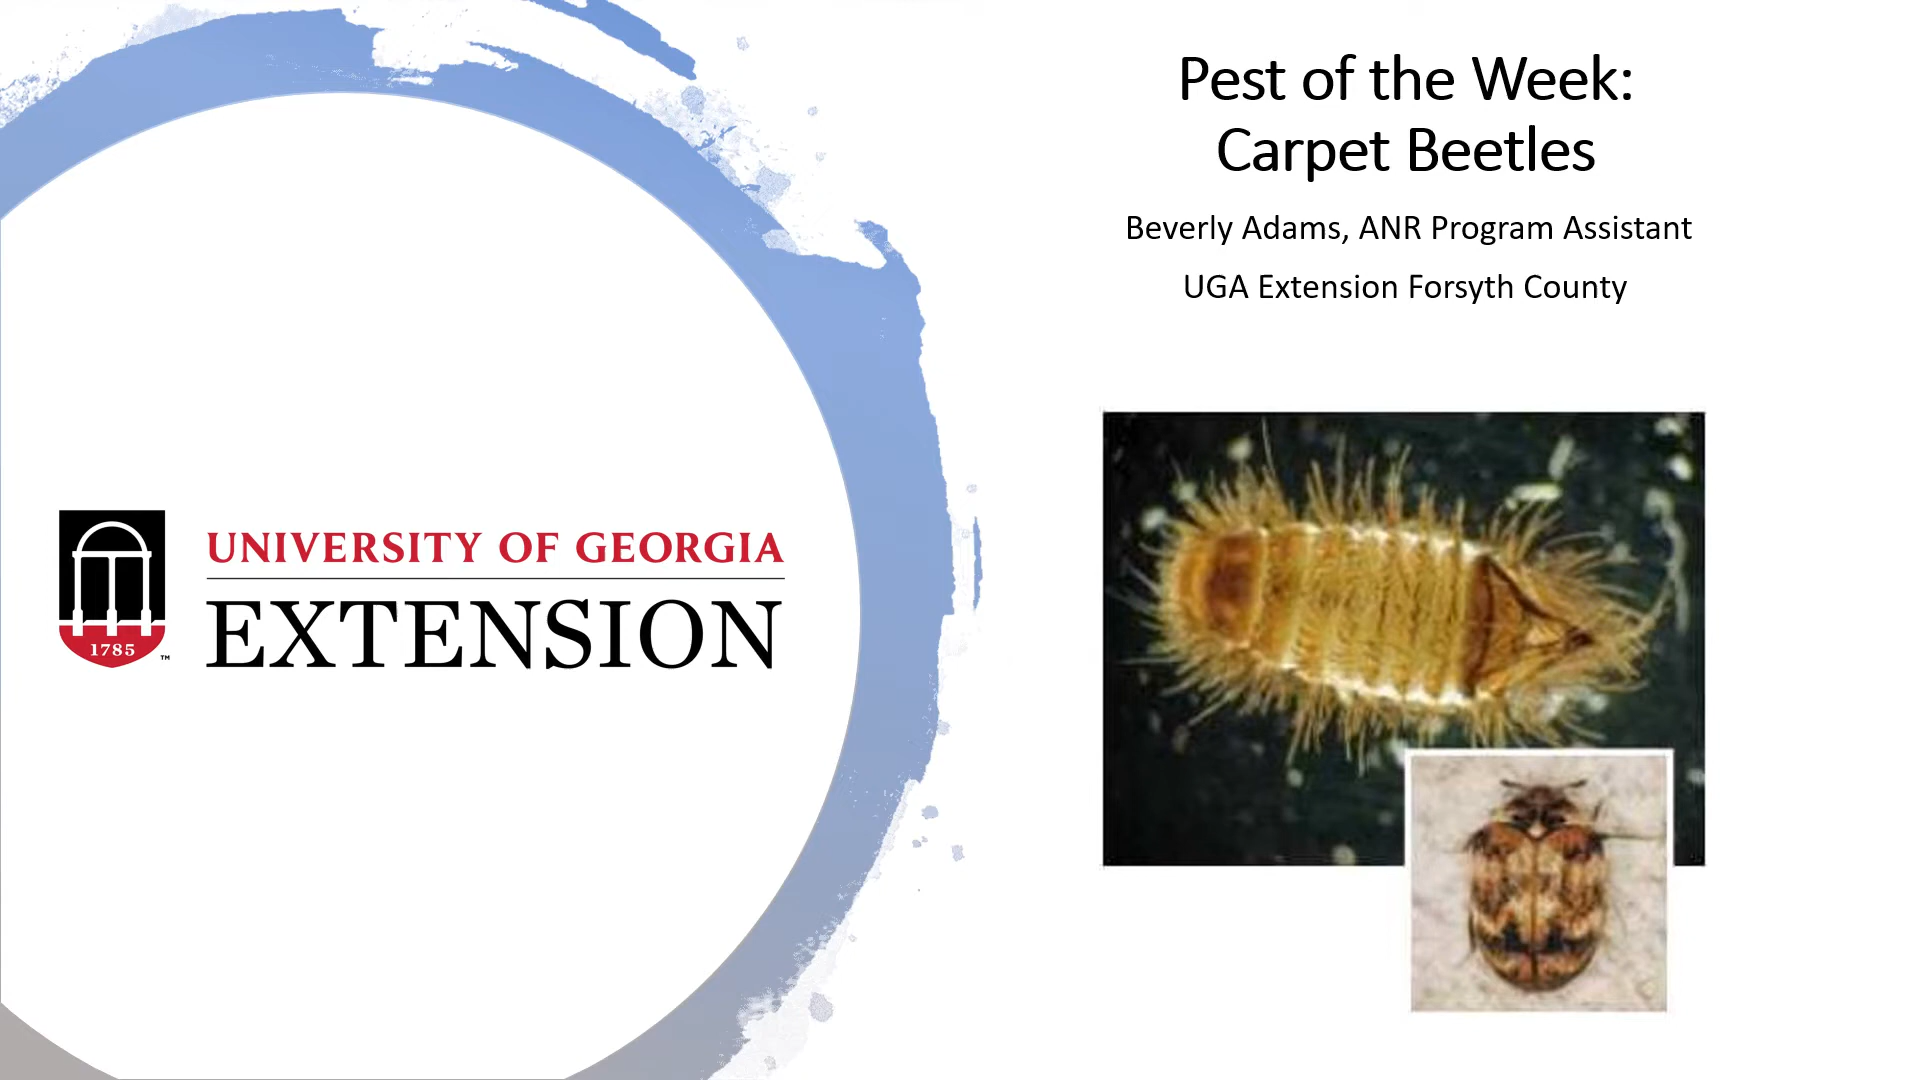 Pest of the Week:
Carpet Beetles
Beverly Adams, ANR Program Assistant
UGA Extension Forsyth County
UNIVERSITY OF GEORGIA
EXTENSION
1785
TM